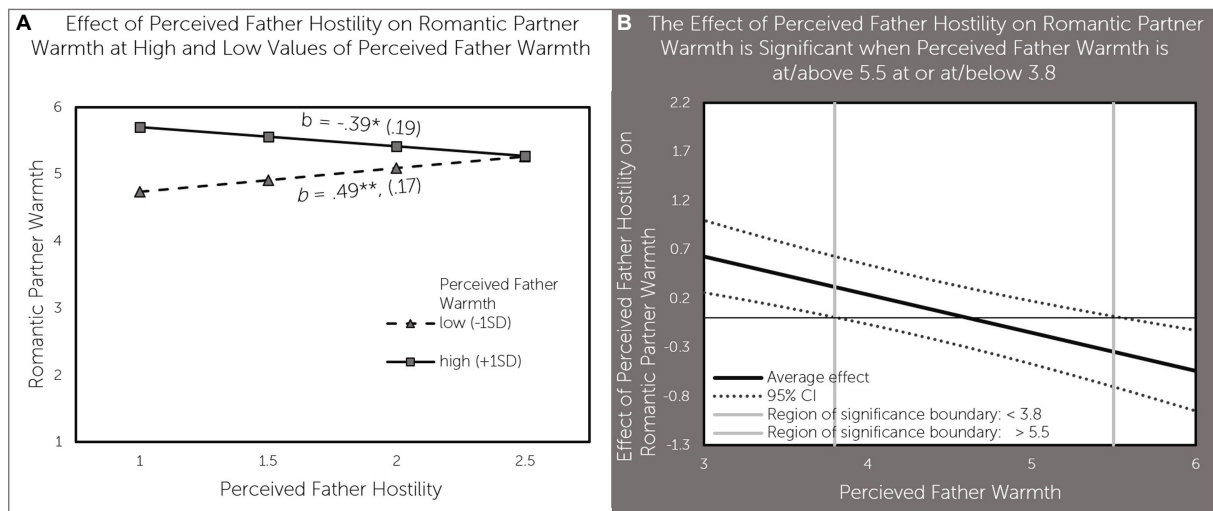 A
Effect of Perceived Father Hostility on Romantic Partner
Warmth at High and Low Values of Perceived Father Warmth
Romantic Partner Warmth
6
5
4
3
2
1
b = -.39* (.19)
b = .49**, (.17)
Perceived Father
Warmth
low (-1SD)
high (+1SD)
1
1.5
2
2.5
Perceived Father Hostility
B
The Effect of Perceived Father Hostility on Romantic Partner
Warmth is Significant when Perceived Father Warmth is
at/above 5.5 at or at/below 3.8
Effect of Perceived Father Hostility on
Romantic Partner Warmth
2.2
1.7
1.2
0.7
0.2
-0.3
-0.8
-1.3
Average effect
95% CI
Region of significance boundary: < 3.8
Region of significance boundary: > 5.5
3
4
5
6
Percieved Father Warmth